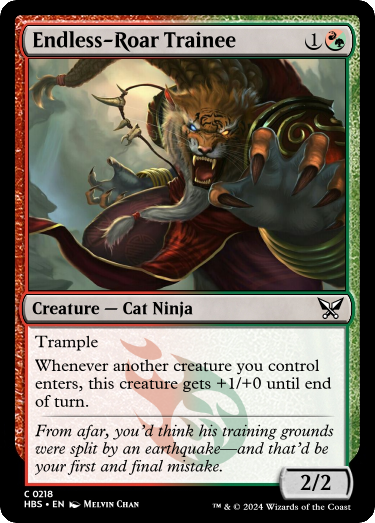 Endless-Roar Trainee 1
Creature — Cat Ninja
Trample
Whenever another creature you control
enters, this creature gets +1/+0 until end
of turn.
From afar, you'd think his training grounds
were split by an earthquake—and that'd be
your first and final mistake.
2/2
C 0218
HBS • EN Melvin Chan
™ & © 2024 Wizards of the Coast